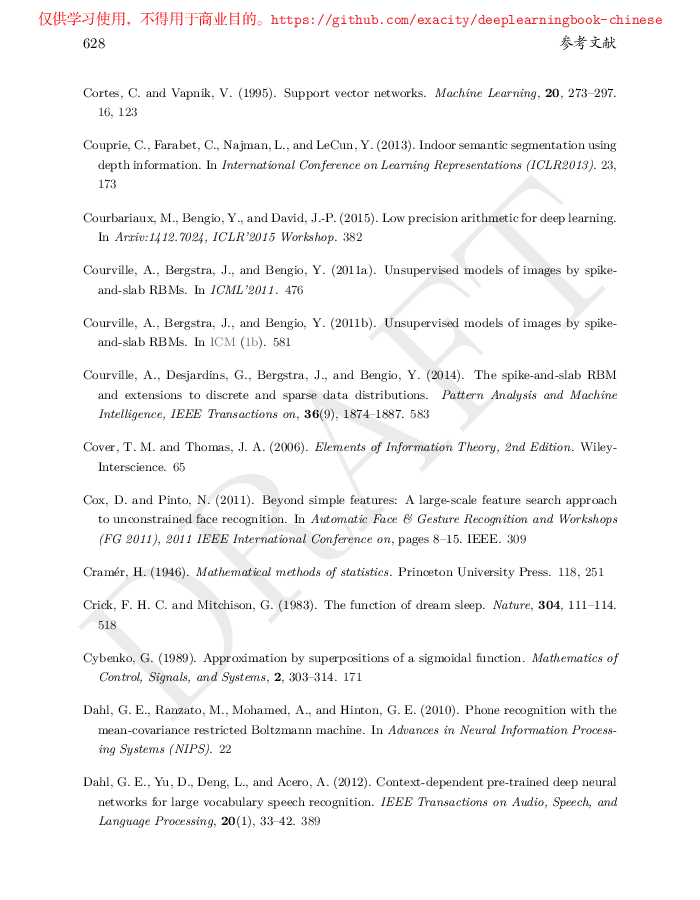 仅供学习使用，不得用于商业目的。https://github.com/exacity/deeplearningbook-chinese
628 参考文献
Cortes, C. and Vapnik, V. (1995). Support vector networks. Machine Learning, 20, 273–297.
16, 123
Couprie, C., Farabet, C., Najman, L., and LeCun, Y. (2013). Indoor semantic segmentation using
depth information. In International Conference on Learning Representations (ICLR2013). 23,
173
Courbariaux, M., Bengio, Y., and David, J.-P. (2015). Low precision arithmetic for deep learning.
In Arxiv:1412.7024, ICLR'2015 Workshop. 382
Courville, A., Bergstra, J., and Bengio, Y. (2011a). Unsupervised models of images by spike-
and-slab RBMs. In ICML'2011. 476
Courville, A., Bergstra, J., and Bengio, Y. (2011b). Unsupervised models of images by spike-
and-slab RBMs. In ICM (1b). 581
Courville, A., Desjardins, G., Bergstra, J., and Bengio, Y. (2014). The spike-and-slab RBM
and extensions to discrete and sparse data distributions. Pattern Analysis and Machine
Intelligence, IEEE Transactions on, 36(9), 1874–1887. 583
Cover, T. M. and Thomas, J. A. (2006). Elements of Information Theory, 2nd Edition. Wiley-
Interscience. 65
Cox, D. and Pinto, N. (2011). Beyond simple features: A large-scale feature search approach
to unconstrained face recognition. In Automatic Face & Gesture Recognition and Workshops
(FG 2011), 2011 IEEE International Conference on, pages 8–15. IEEE. 309
Cramér, H. (1946). Mathematical methods of statistics. Princeton University Press. 118, 251
Crick, F. H. C. and Mitchison, G. (1983). The function of dream sleep. Nature, 304, 111–114.
518
Cybenko, G. (1989). Approximation by superpositions of a sigmoidal function. Mathematics of
Control, Signals, and Systems, 2, 303–314. 171
Dahl, G. E., Ranzato, M., Mohamed, A., and Hinton, G. E. (2010). Phone recognition with the
mean-covariance restricted Boltzmann machine. In Advances in Neural Information Process-
ing Systems (NIPS). 22
Dahl, G. E., Yu, D., Deng, L., and Acero, A. (2012). Context-dependent pre-trained deep neural
networks for large vocabulary speech recognition. IEEE Transactions on Audio, Speech, and
Language Processing, 20(1), 33–42. 389
DRAFT